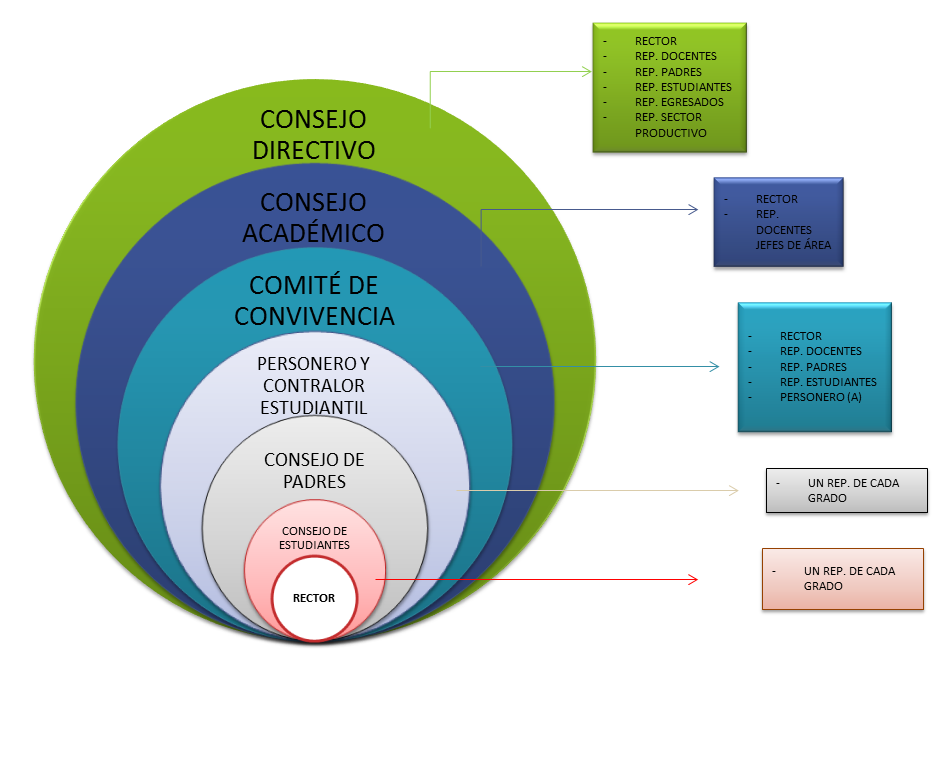 CONSEJO
DIRECTIVO
CONSEJO
ACADÉMICO
COMITÉ DE
CONVIVENCIA
PERSONERO Y
CONTRALOR
ESTUDIANTIL
CONSEJO DE
PADRES
CONSEJO DE
ESTUDIANTES
RECTOR
- RECTOR
- REP. DOCENTES
- REP. PADRES
- REP. ESTUDIANTES
- REP. EGRESADOS
- REP. SECTOR
PRODUCTIVO
- RECTOR
- REP.
DOCENTES
JEFES DE ÁREA
- RECTOR
- REP. DOCENTES
- REP. PADRES
- REP. ESTUDIANTES
- PERSONERO (A)
- UN REP. DE CADA
GRADO
- UN REP. DE CADA
GRADO